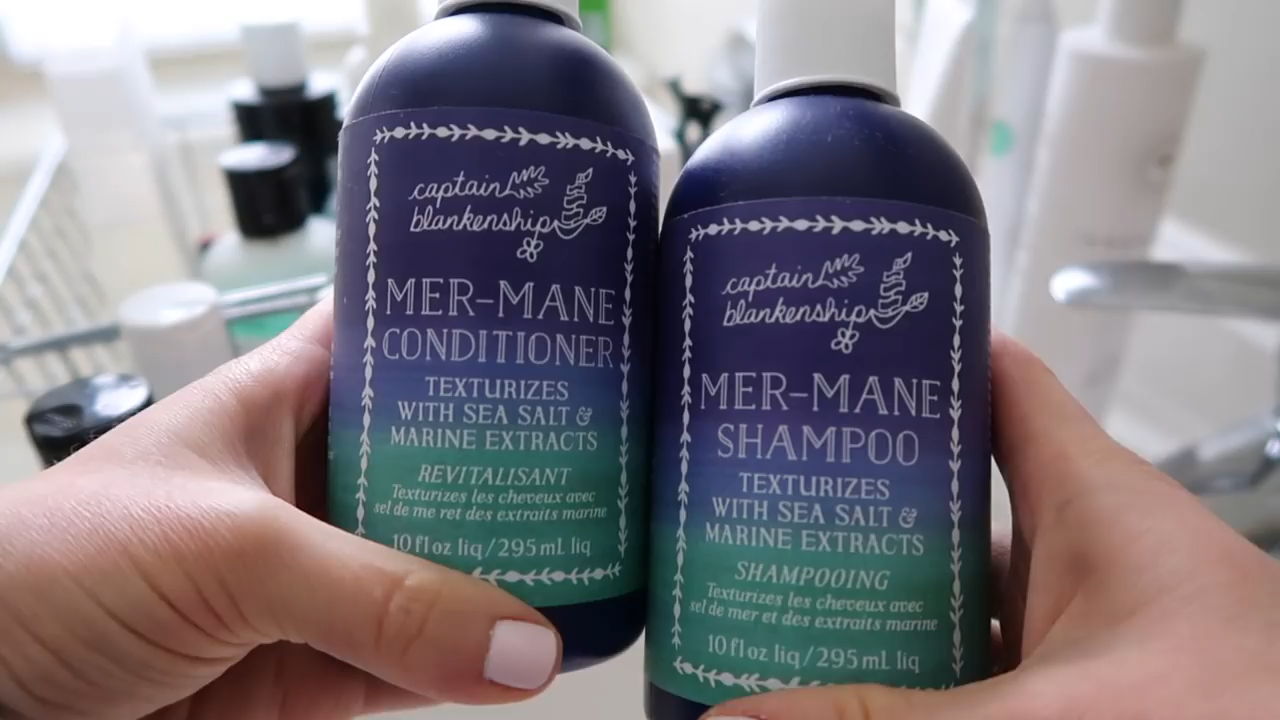 captain
blankenship
MER-MANE
CONDITIONER
TEXTURIZES
WITH SEA SALT &
MARINE EXTRACTS
REVITALISANT
Texturizes les cheveux avec
sel de me ret des extraits marine
10 fl oz liq/295 mL liq
captain
blankenship
MER-MANE
SHAMPOO
TEXTURIZES
WITH SEA SALT &
MARINE EXTRACTS
SHAMPOOING
Texturizes les cheveux avec
sel de mer et des extraits marine
10 fl oz liq/295 mL liq